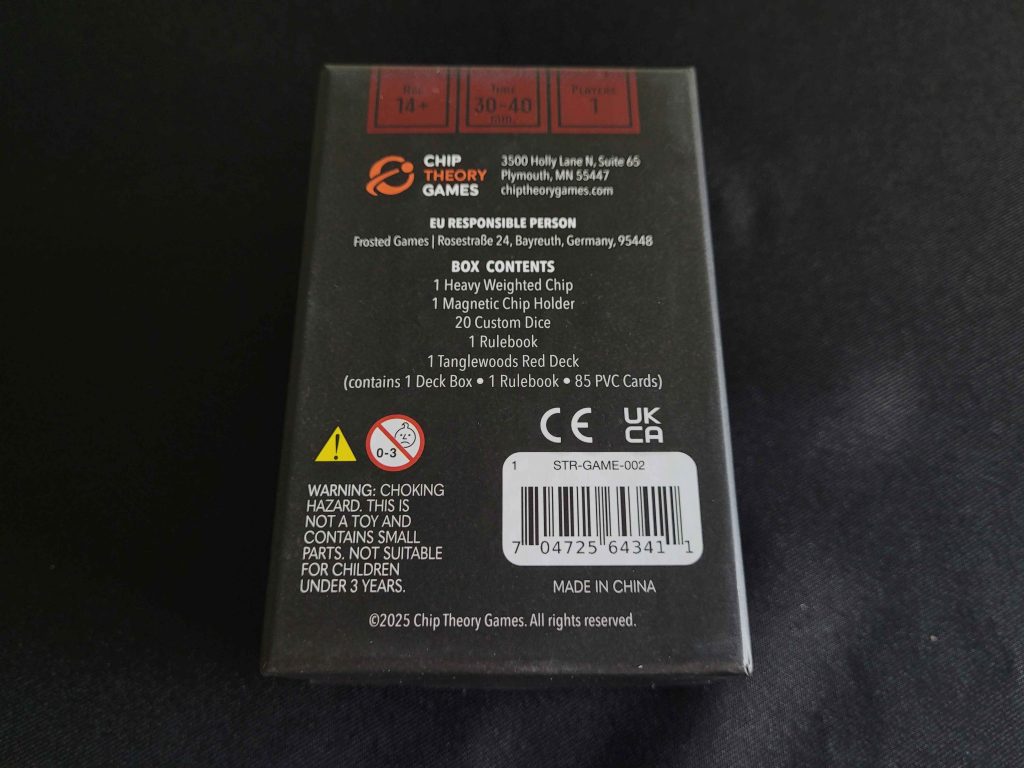 AGE
14+
TIME
30-40
min.
PLAYERS
1
CHIP
THEORY
GAMES
3500 Holly Lane N, Suite 65
Plymouth, MN 55447
chiptheorygames.com
EU RESPONSIBLE PERSON
Frosted Games | Rosestraße 24, Bayreuth, Germany, 95448
BOX CONTENTS
1 Heavy Weighted Chip
1 Magnetic Chip Holder
20 Custom Dice
1 Rulebook
1 Tanglewoods Red Deck
(contains 1 Deck Box • 1 Rulebook • 85 PVC Cards)
CE
UK
CA
0-3
WARNING: CHOKING
HAZARD. THIS IS
NOT A TOY AND
CONTAINS SMALL
PARTS. NOT SUITABLE
FOR CHILDREN
UNDER 3 YEARS.
1 STR-GAME-002
7 04725 64341 1
MADE IN CHINA
©2025 Chip Theory Games. All rights reserved.